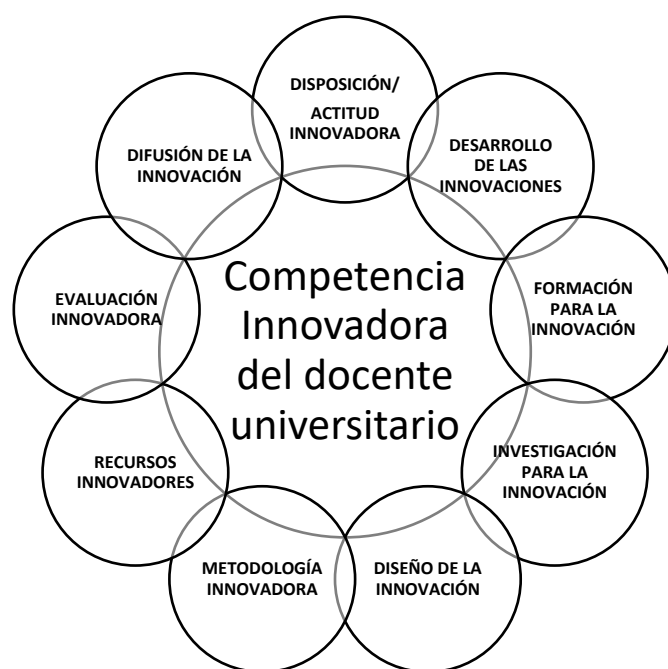 DISPOSICIÓN/
ACTITUD
INNOVADORA
DESARROLLO
DE LAS
INNOVACIONES
FORMACIÓN
PARA LA
INNOVACIÓN
INVESTIGACIÓN
PARA LA
INNOVACIÓN
DISEÑO DE LA
INNOVACIÓN
METODOLOGÍA
INNOVADORA
RECURSOS
INNOVADORES
EVALUACIÓN
INNOVADORA
DIFUSIÓN DE LA
INNOVACIÓN
Competencia
Innovadora
del docente
universitario